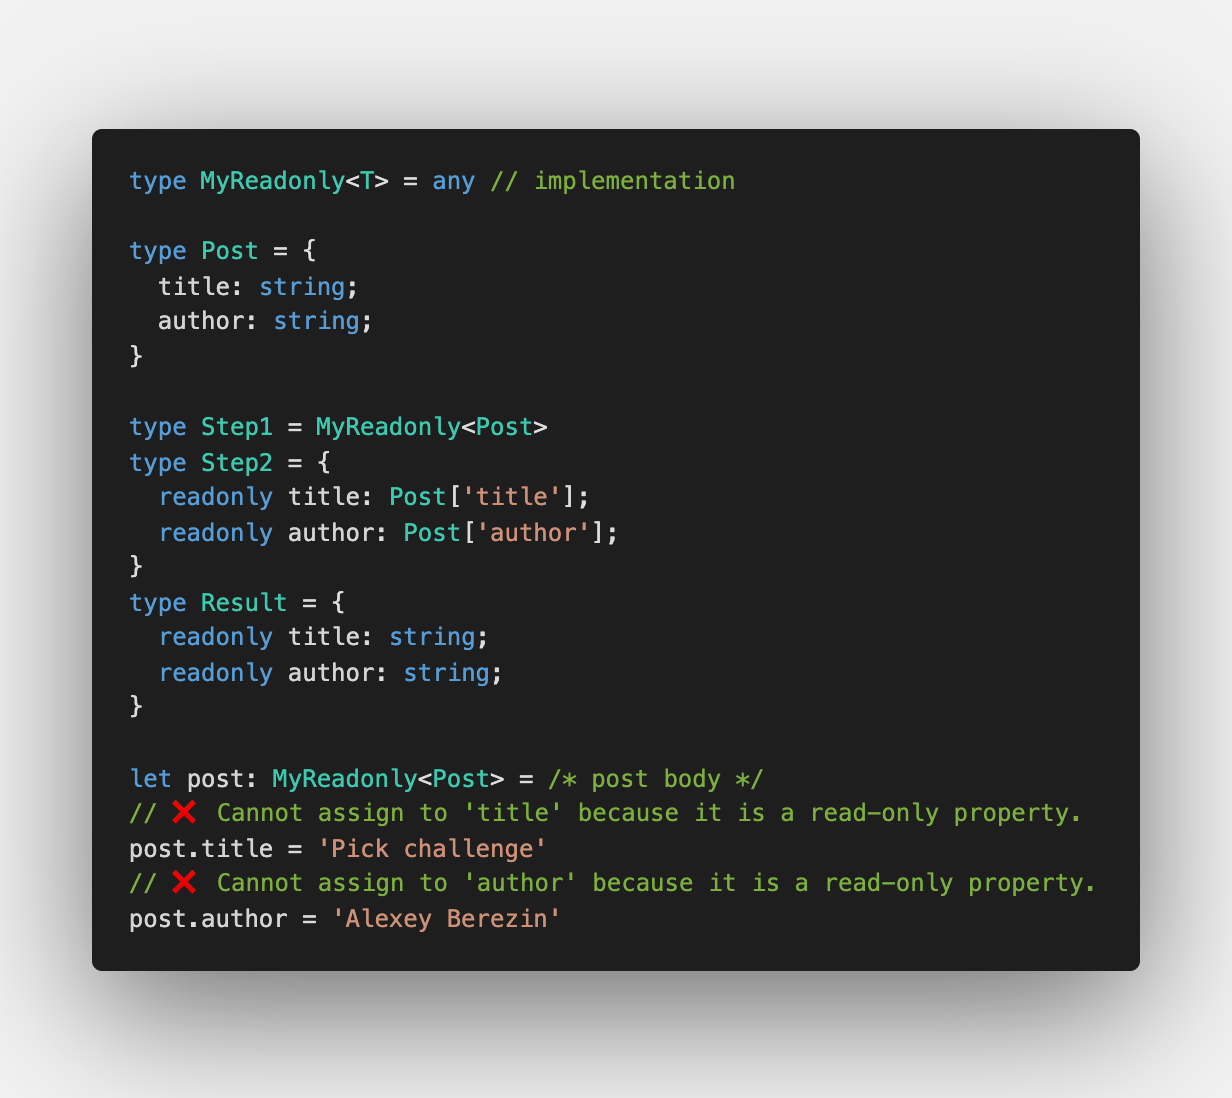 type MyReadonly<T> = any // implementation
type Post = {
  title: string;
  author: string;
}
type Step1 = MyReadonly<Post>
type Step2 = {
  readonly title: Post['title'];
  readonly author: Post['author'];
}
type Result = {
  readonly title: string;
  readonly author: string;
}
let post: MyReadonly<Post> = /* post body */
// ❌ Cannot assign to 'title' because it is a read-only property.
post.title = 'Pick challenge'
// ❌ Cannot assign to 'author' because it is a read-only property.
post.author = 'Alexey Berezin'